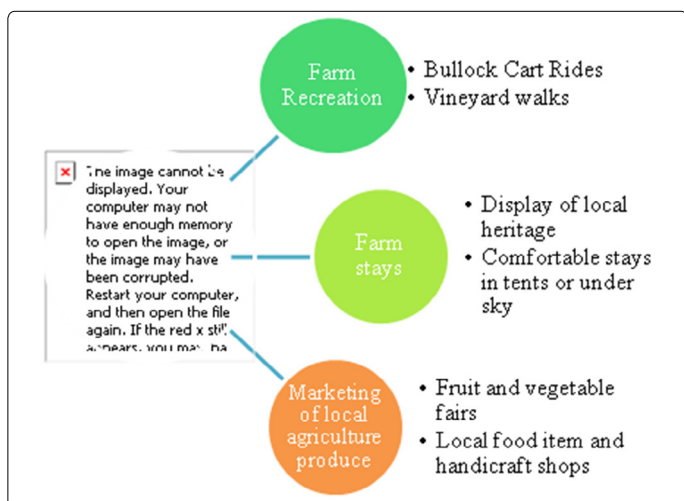 Farm
Recreation
• Bullock Cart Rides
• Vineyard walks
The image cannot be
displayed. Your
computer may not
have enough memory
to open the image, or
the image may have
been corrupted.
Restart your computer,
and then open the file
again. If the red x still
appears, you may
Farm
stays
• Display of local
heritage
• Comfortable stays
in tents or under
sky
Marketing
of local
agriculture
produce
• Fruit and vegetable
fairs
• Local food item and
handicraft shops